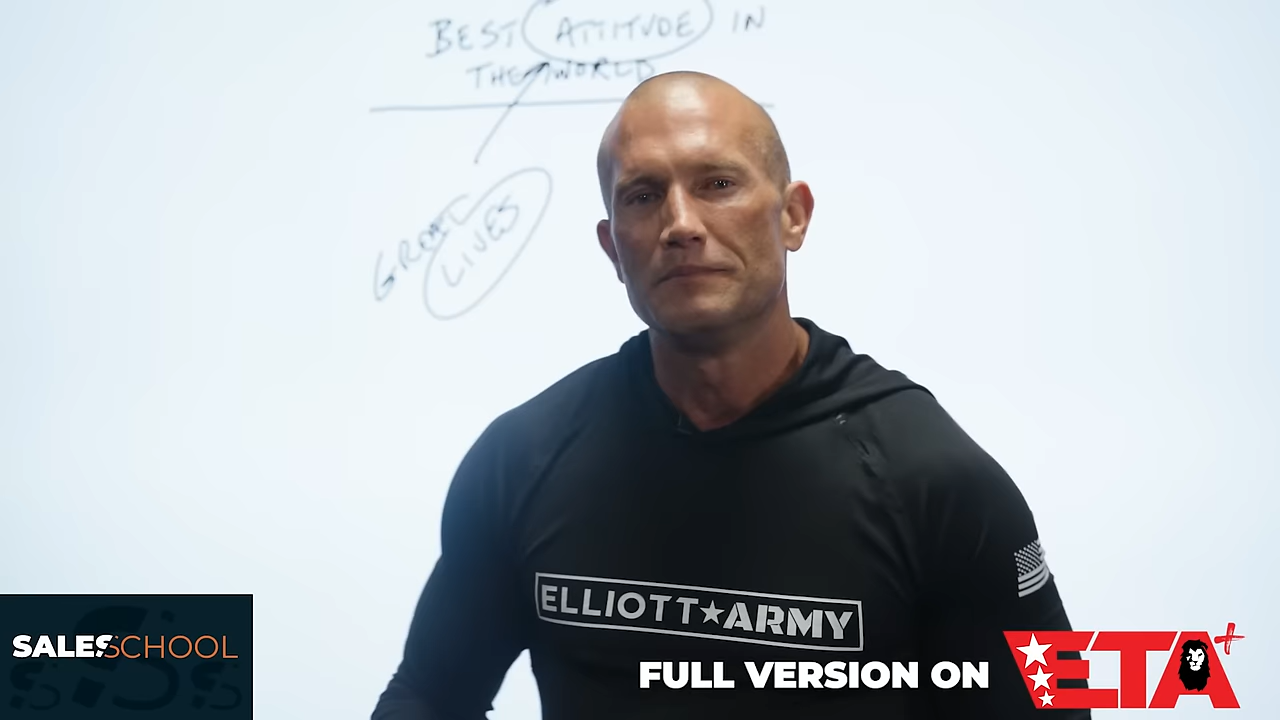 BEST ATTITUDE IN
THE WORLD
GREAT
LIVES
ELLIOTT★ARMY
SALESSCHOOL
FULL VERSION ON ETA+